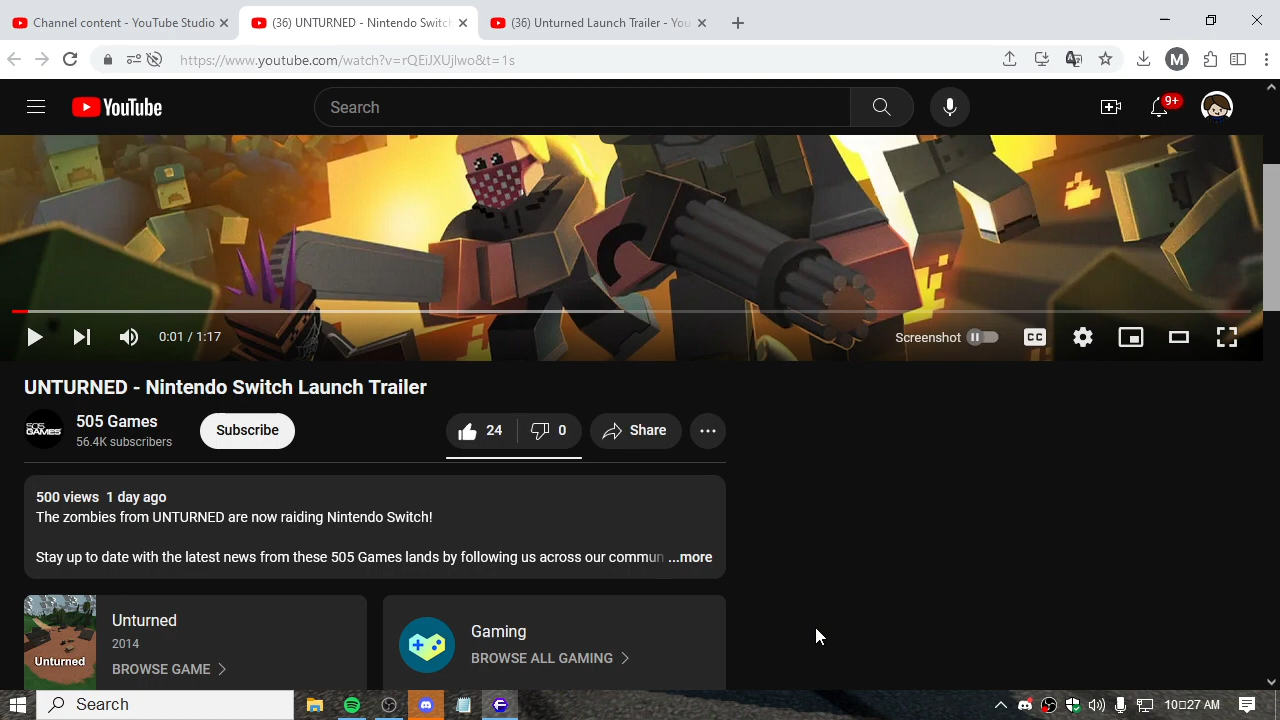 Channel content - YouTube Studio
(36) UNTURNED - Nintendo Switch
(36) Unturned Launch Trailer - You
https://www.youtube.com/watch?v=rQEiJXUjlwo&t=1s
M
YouTube
Search
9+
0:01 / 1:17
Screenshot
CC
UNTURNED - Nintendo Switch Launch Trailer
505 GAMES
505 Games
56.4K subscribers
Subscribe
24
0
Share
500 views 1 day ago
The zombies from UNTURNED are now raiding Nintendo Switch!
Stay up to date with the latest news from these 505 Games lands by following us across our commun ...more
Unturned
Unturned
2014
BROWSE GAME
Gaming
BROWSE ALL GAMING
Search
10:27 AM